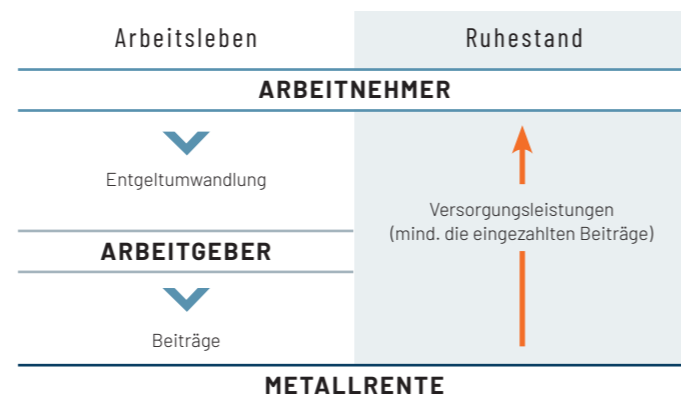 Arbeitsleben
Ruhestand
ARBEITNEHMER
Entgeltumwandlung
Versorgungsleistungen
(mind. die eingezahlten Beiträge)
ARBEITGEBER
Beiträge
METALLRENTE